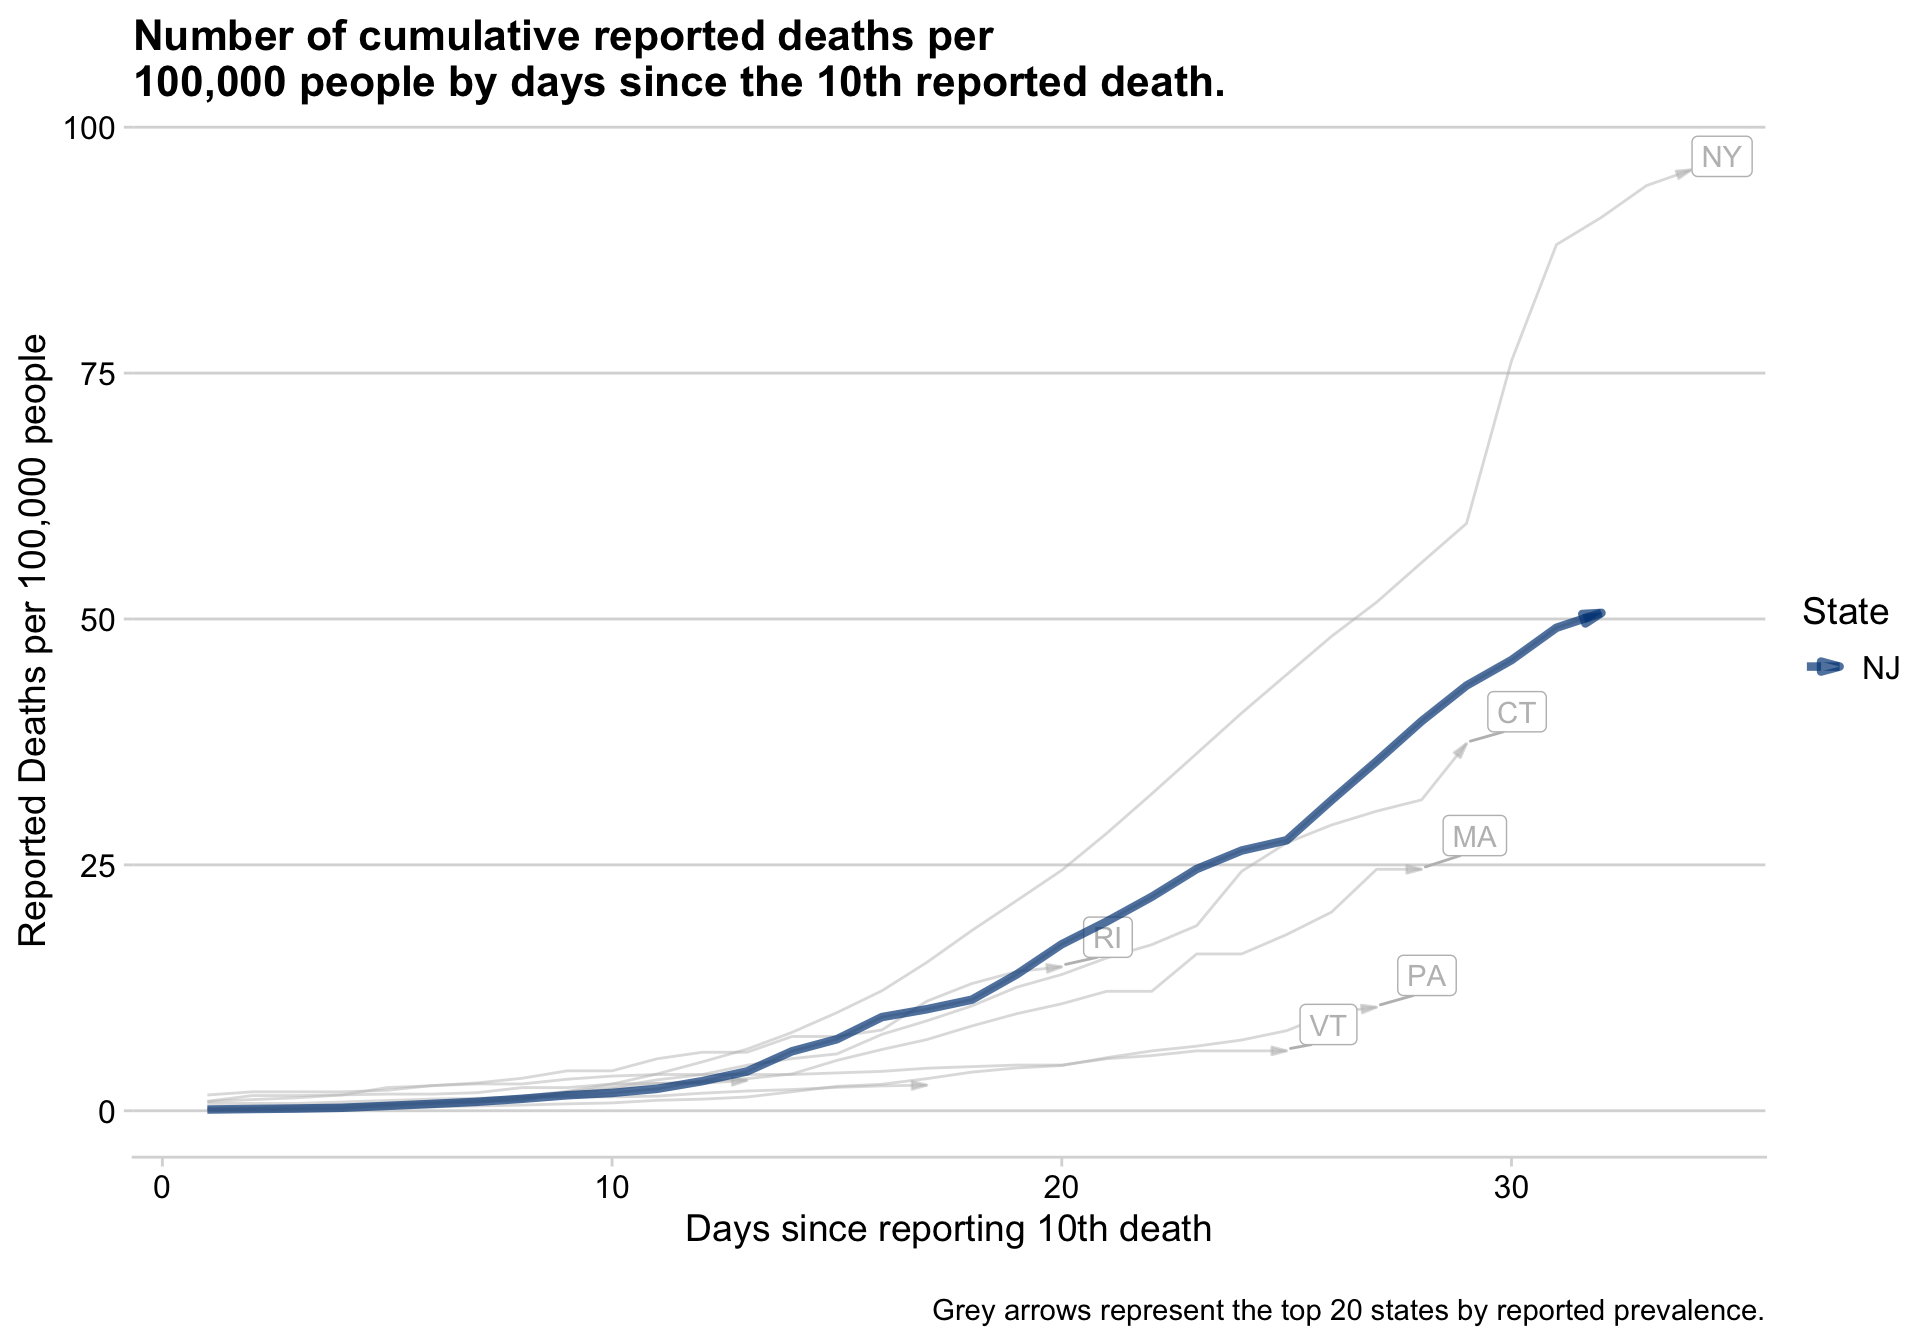 Number of cumulative reported deaths per
100,000 people by days since the 10th reported death.
Reported Deaths per 100,000 people
100
75
50
25
0
NY
CT
MA
RI
PA
VT
State
NJ
0 10 20 30
Days since reporting 10th death
Grey arrows represent the top 20 states by reported prevalence.